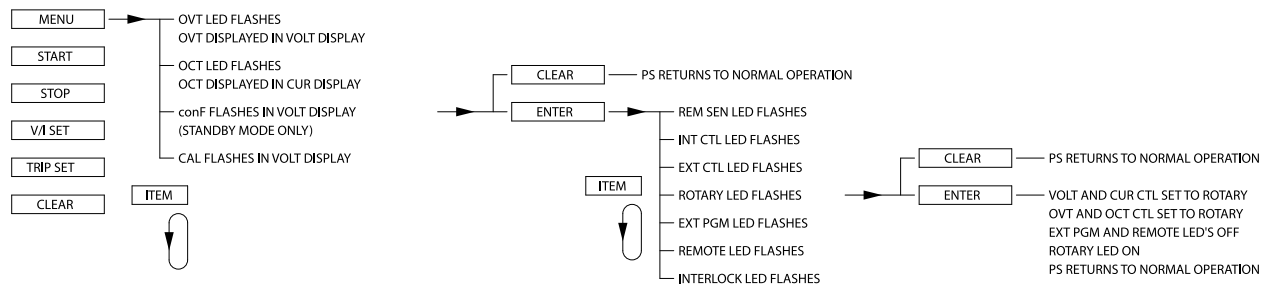 MENU
START
STOP
V/I SET
TRIP SET
CLEAR
OVT LED FLASHES
OVT DISPLAYED IN VOLT DISPLAY
OCT LED FLASHES
OCT DISPLAYED IN CUR DISPLAY
conF FLASHES IN VOLT DISPLAY
(STANDBY MODE ONLY)
CAL FLASHES IN VOLT DISPLAY
ITEM
CLEAR
PS RETURNS TO NORMAL OPERATION
ENTER
REM SEN LED FLASHES
INT CTL LED FLASHES
EXT CTL LED FLASHES
ROTARY LED FLASHES
EXT PGM LED FLASHES
REMOTE LED FLASHES
INTERLOCK LED FLASHES
ITEM
CLEAR
PS RETURNS TO NORMAL OPERATION
ENTER
VOLT AND CUR CTL SET TO ROTARY
OVT AND OCT CTL SET TO ROTARY
EXT PGM AND REMOTE LED'S OFF
ROTARY LED ON
PS RETURNS TO NORMAL OPERATION